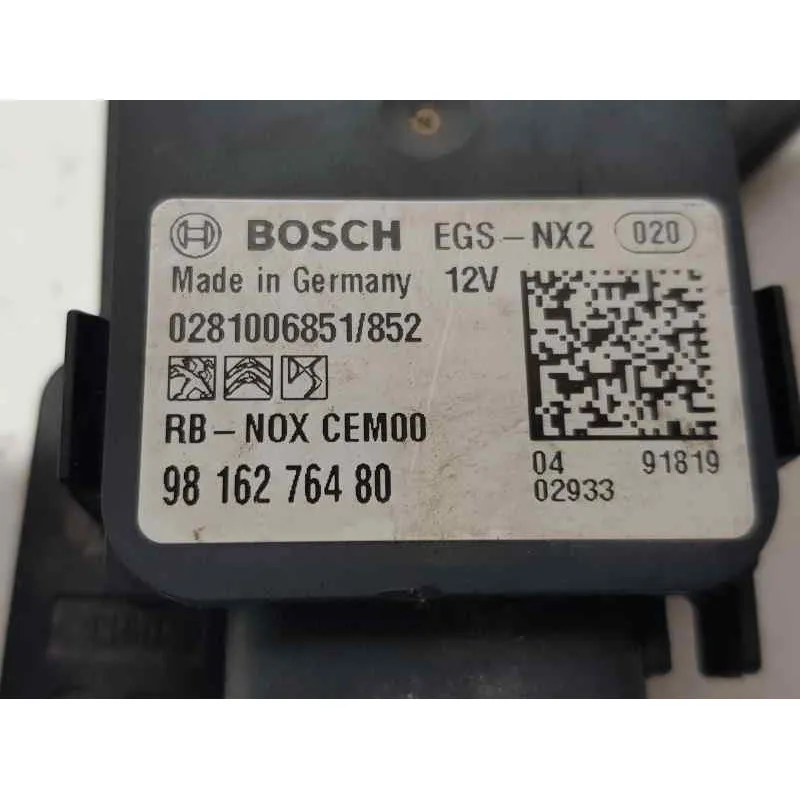 BOSCH EGS-NX2 020
Made in Germany 12V
0281006851/852
RB-NOX CEM00
98 162 764 80
04 91819
02933